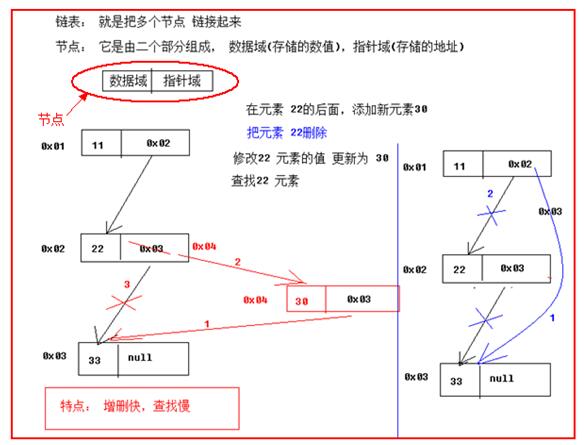 链表： 就是把多个节点 链接起来
节点： 它是由二个部分组成， 数据域(存储的数值)，指针域(存储的地址)
数据域 指针域
节点
在元素 22的后面，添加新元素30
把元素 22删除
修改22 元素的值 更新为 30
查找22 元素
0x01 11 0x02
0x02 22 0x03 0x04
2
3
0x04 30 0x03
1
0x03 33 null
特点： 增删快，查找慢
0x01 11 0x02
2
0x03
0x02 22 0x03
1
0x03 33 null